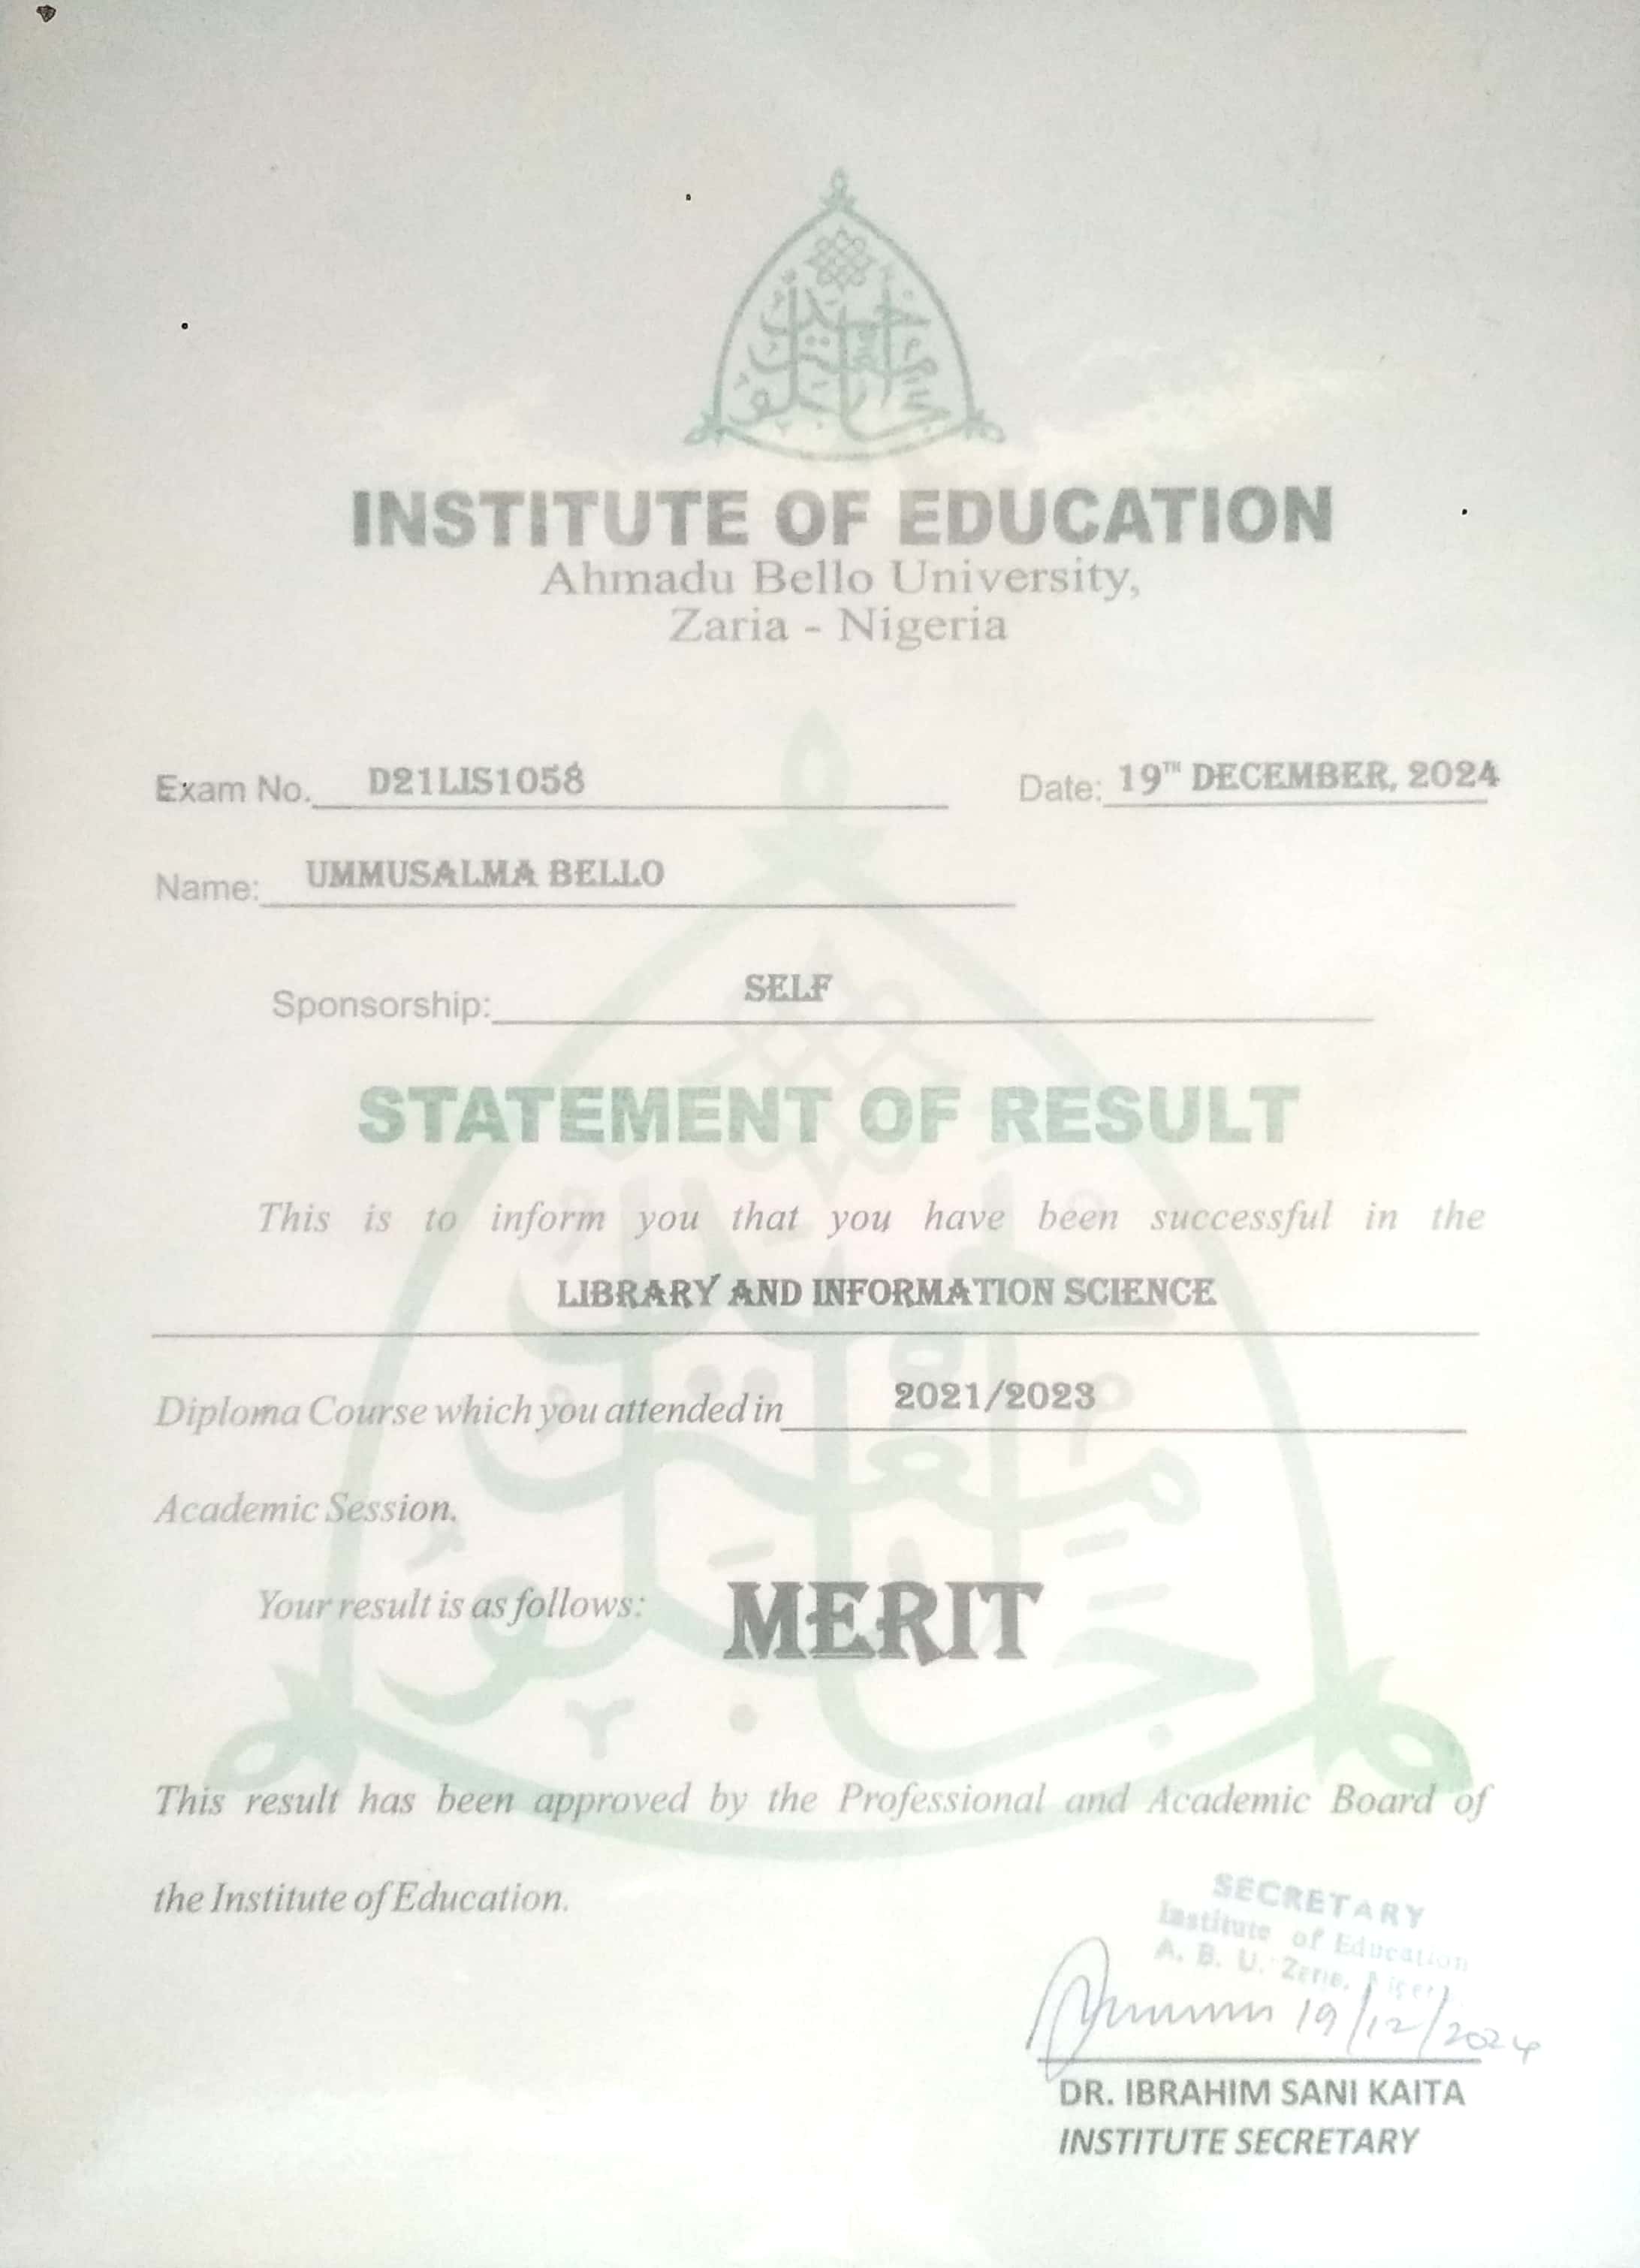 INSTITUTE OF EDUCATION
Ahmadu Bello University,
Zaria - Nigeria
Exam No. D21LIS1058 Date: 19TH DECEMBER, 2024
Name: UMMUSALMA BELLO
Sponsorship: SELF
STATEMENT OF RESULT
This is to inform you that you have been successful in the
LIBRARY AND INFORMATION SCIENCE
Diploma Course which you attended in 2021/2023
Academic Session.
Your result is as follows: MERIT
This result has been approved by the Professional and Academic Board of
the Institute of Education.
SECRETARY
Institute of Education
A. B. U. Zaria,
19/12/2024
DR. IBRAHIM SANI KAITA
INSTITUTE SECRETARY